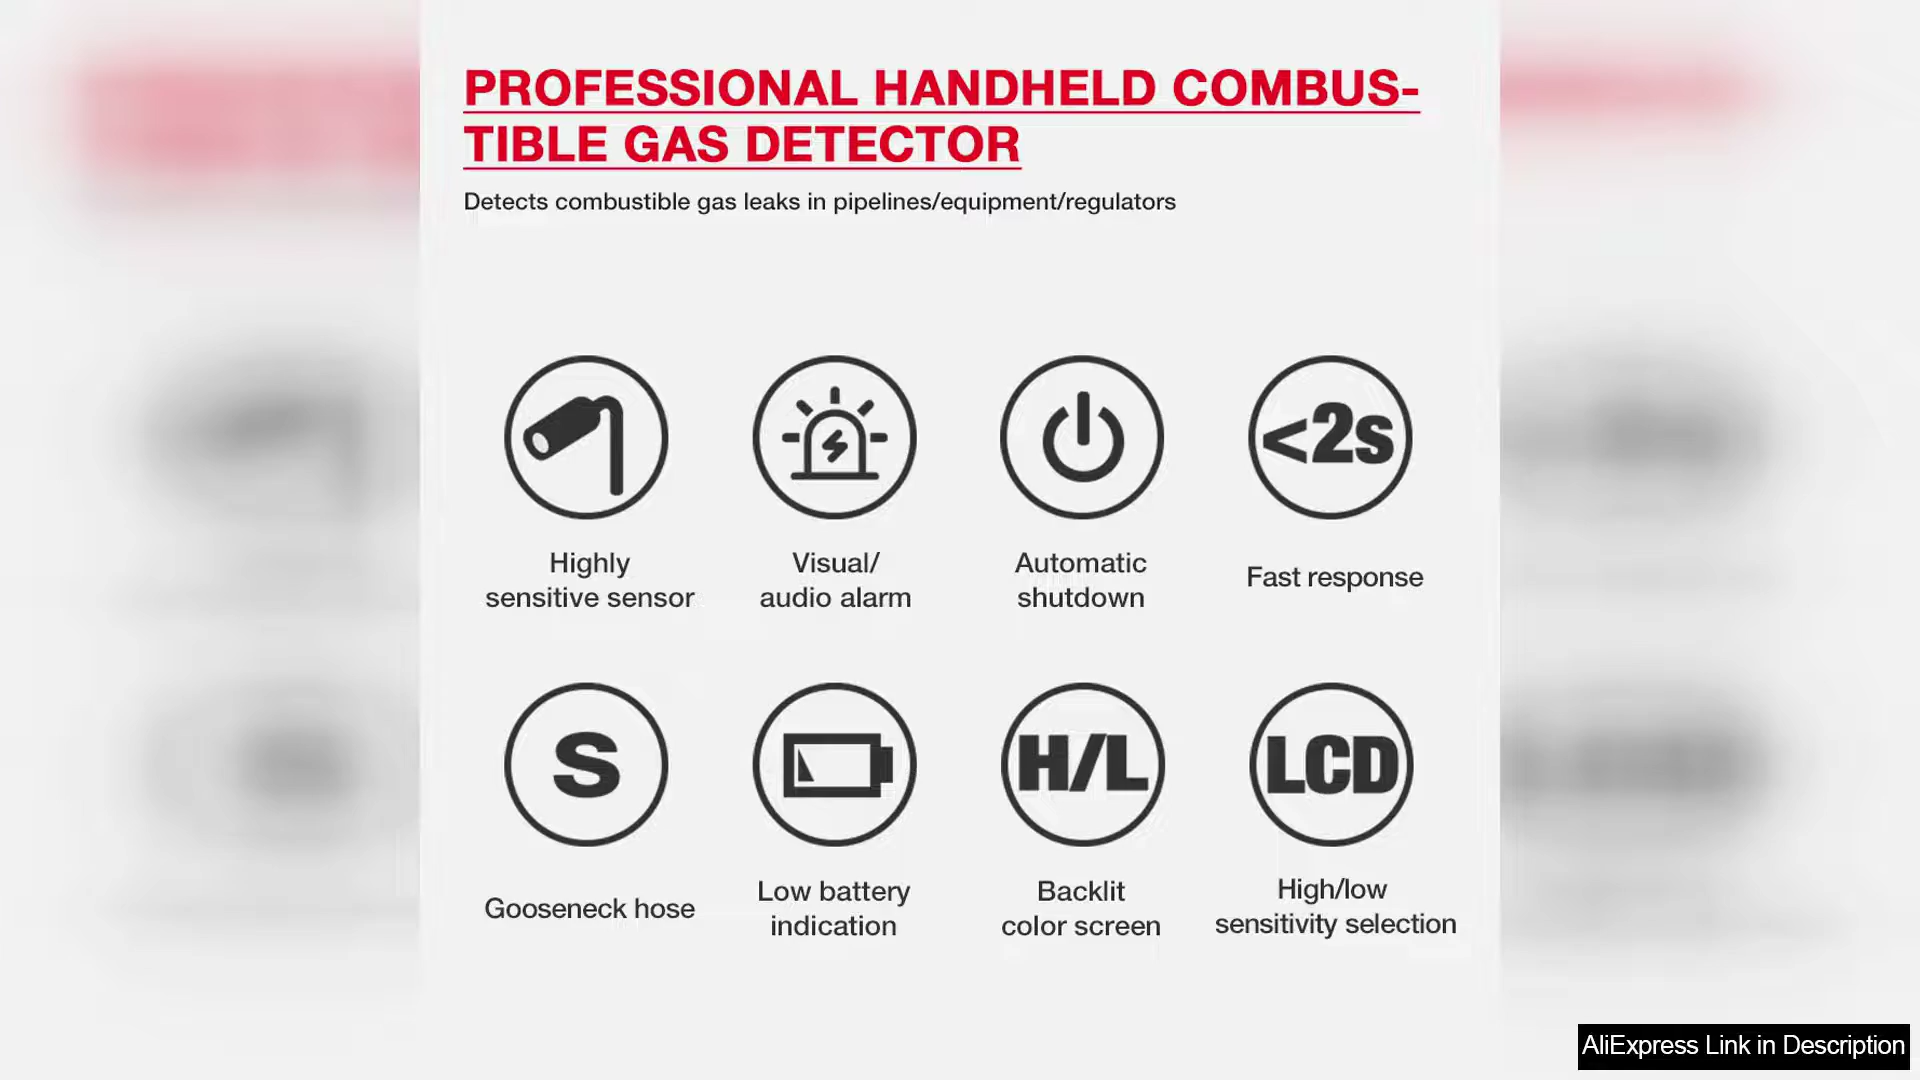 PROFESSIONAL HANDHELD COMBUS-
TIBLE GAS DETECTOR
Detects combustible gas leaks in pipelines/equipment/regulators
<2s
Highly
sensitive sensor
Visual/
audio alarm
Automatic
shutdown
Fast response
S
H/L
LCD
Gooseneck hose
Low battery
indication
Backlit
color screen
High/low
sensitivity selection
AliExpress Link in Description